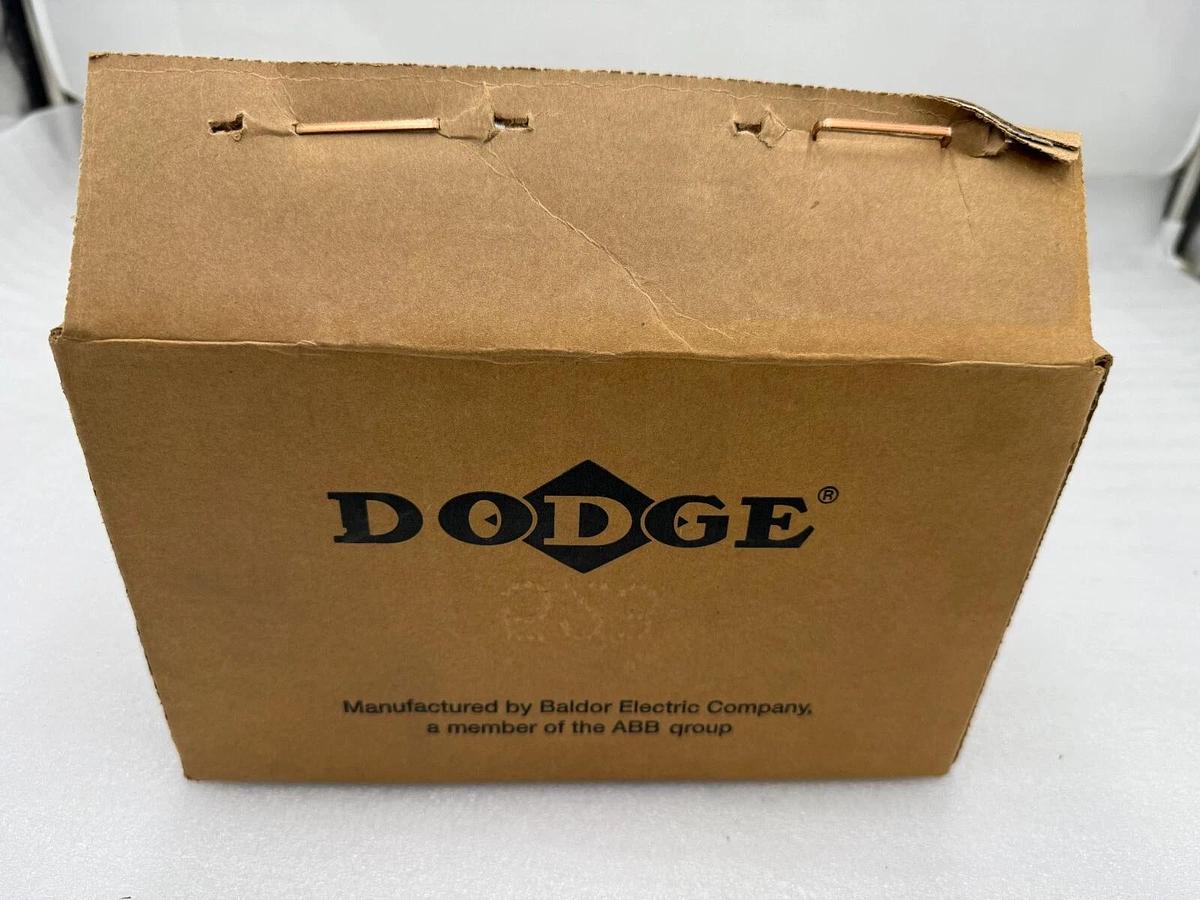 DODGE®
Manufactured by Baldor Electric Company,
a member of the ABB group